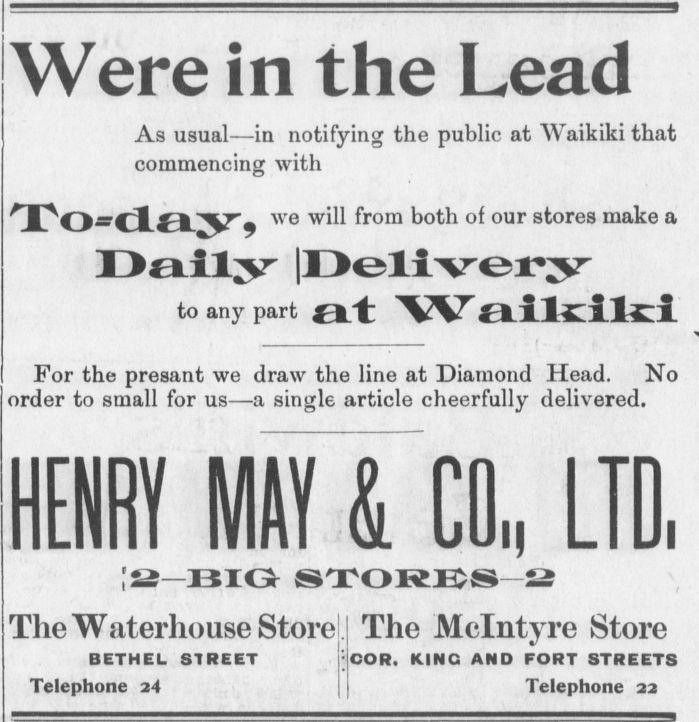 Were in the Lead
As usual—in notifying the public at Waikiki that
commencing with
To-day, we will from both of our stores make a
Daily Delivery
to any part at Waikiki
For the presant we draw the line at Diamond Head. No
order to small for us—a single article cheerfully delivered.
HENRY MAY & CO., LTD.
2—BIG STORES—2
The Waterhouse Store
BETHEL STREET
Telephone 24
The McIntyre Store
COR. KING AND FORT STREETS
Telephone 22